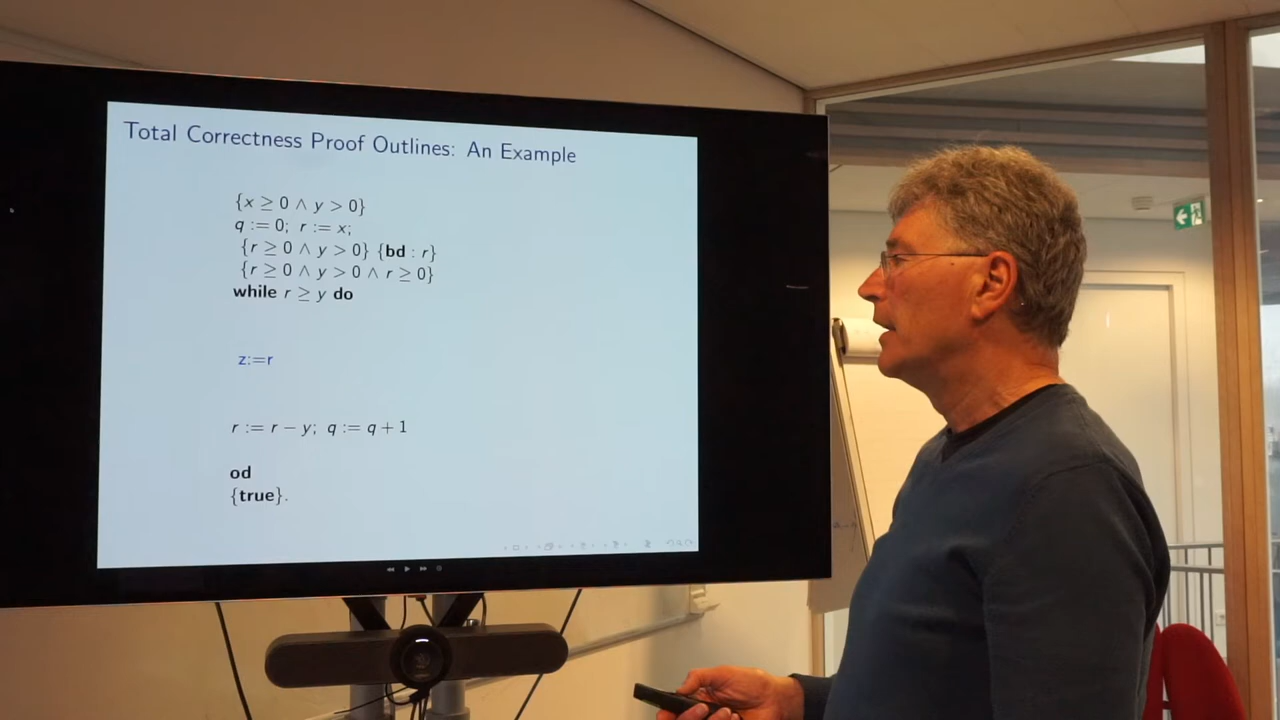 Total Correctness Proof Outlines: An Example
{x ≥ 0 ∧ y > 0}
q := 0; r := x;
{r ≥ 0 ∧ y > 0} {bd : r}
{r ≥ 0 ∧ y > 0 ∧ r ≥ 0}
while r ≥ y do
z:=r
r := r − y; q := q + 1
od
{true}.